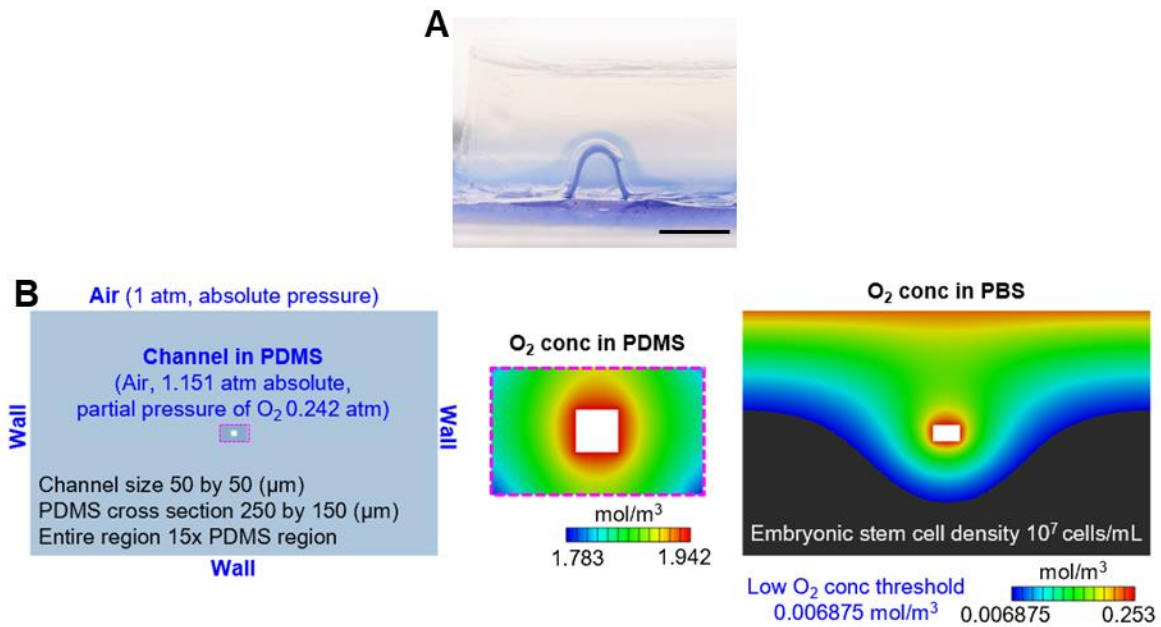 A
B
Air (1 atm, absolute pressure)
Channel in PDMS
(Air, 1.151 atm absolute,
partial pressure of O₂ 0.242 atm)
Wall
Wall
Channel size 50 by 50 (μm)
PDMS cross section 250 by 150 (μm)
Entire region 15x PDMS region
Wall
O₂ conc in PDMS
mol/m³
1.783 1.942
O₂ conc in PBS
Embryonic stem cell density 10⁷ cells/mL
Low O₂ conc threshold
0.006875 mol/m³
mol/m³
0.006875 0.253